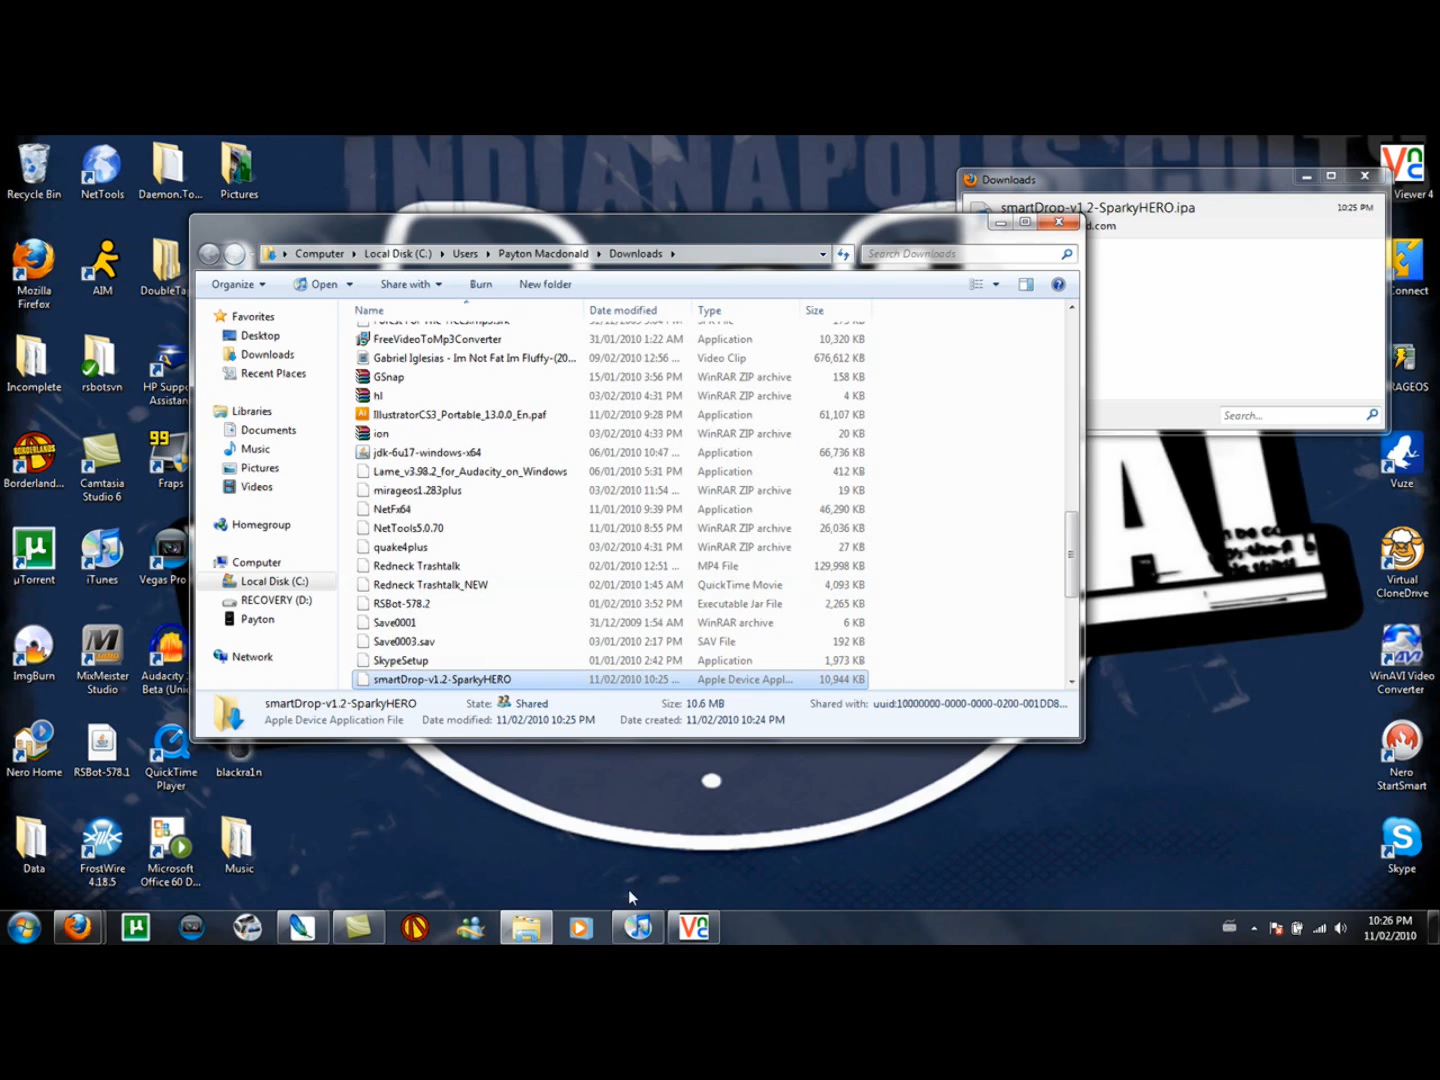 INDIANAPOLIS COLTS
Recycle Bin
NetTools
Daemon.To...
Pictures
Viewer 4
Downloads
smartDrop-v1.2-SparkyHERO.ipa
10:25 PM
d.com
Search...
Computer
Local Disk (C:)
Users
Payton Macdonald
Downloads
Search Downloads
Organize
Open
Share with
Burn
New folder
Mozilla
Firefox
AIM
DoubleTa
onnect
Incomplete
rsbotsvn
HP Suppo
Assistan
RAGEOS
BORDERLANDS
Borderland...
Camtasia
Studio 6
99
Fraps
Vuze
µTorrent
iTunes
Vegas Pro
Virtual
CloneDrive
ImgBurn
MixMeister
Studio
Audacity
Beta (Unic
WinAVI Video
Converter
Nero Home
RSBot-578.1
QuickTime
Player
blackra1n
Nero
StartSmart
Data
FrostWire
4.18.5
Microsoft
Office 60 D...
Music
Skype
Favorites
Desktop
Downloads
Recent Places
Libraries
Documents
Music
Pictures
Videos
Homegroup
Computer
Local Disk (C:)
RECOVERY (D:)
Payton
Network
Name Date modified Type Size
FreeVideoToMp3Converter 31/01/2010 1:22 AM Application 10,320 KB
Gabriel Iglesias - Im Not Fat Im Fluffy-(20... 09/02/2010 12:56 ... Video Clip 676,612 KB
GSnap 15/01/2010 3:56 PM WinRAR ZIP archive 158 KB
hl 03/02/2010 4:31 PM WinRAR ZIP archive 4 KB
IllustratorCS3_Portable_13.0.0_En.paf 11/02/2010 9:28 PM Application 61,107 KB
ion 03/02/2010 4:33 PM WinRAR ZIP archive 20 KB
jdk-6u17-windows-x64 06/01/2010 10:47 ... Application 66,736 KB
Lame_v3.98.2_for_Audacity_on_Windows 06/01/2010 5:31 PM Application 412 KB
mirageos1.283plus 03/02/2010 11:54 ... WinRAR ZIP archive 19 KB
NetFx64 11/01/2010 9:39 PM Application 46,290 KB
NetTools5.0.70 11/01/2010 8:55 PM WinRAR ZIP archive 26,036 KB
quake4plus 03/02/2010 4:31 PM WinRAR ZIP archive 27 KB
Redneck Trashtalk 02/01/2010 12:51 ... MP4 File 129,998 KB
Redneck Trashtalk_NEW 02/01/2010 1:45 AM QuickTime Movie 4,093 KB
RSBot-578.2 01/02/2010 3:52 PM Executable Jar File 2,265 KB
Save0001 31/12/2009 1:54 AM WinRAR archive 6 KB
Save0003.sav 03/01/2010 2:17 PM SAV File 192 KB
SkypeSetup 01/01/2010 2:42 PM Application 1,973 KB
smartDrop-v1.2-SparkyHERO 11/02/2010 10:25 ... Apple Device Appl... 10,944 KB
smartDrop-v1.2-SparkyHERO State: Shared Size: 10.6 MB Shared with: uuid:10000000-0000-0000-0200-001DD8...
Apple Device Application File Date modified: 11/02/2010 10:25 PM Date created: 11/02/2010 10:24 PM
10:26 PM
11/02/2010